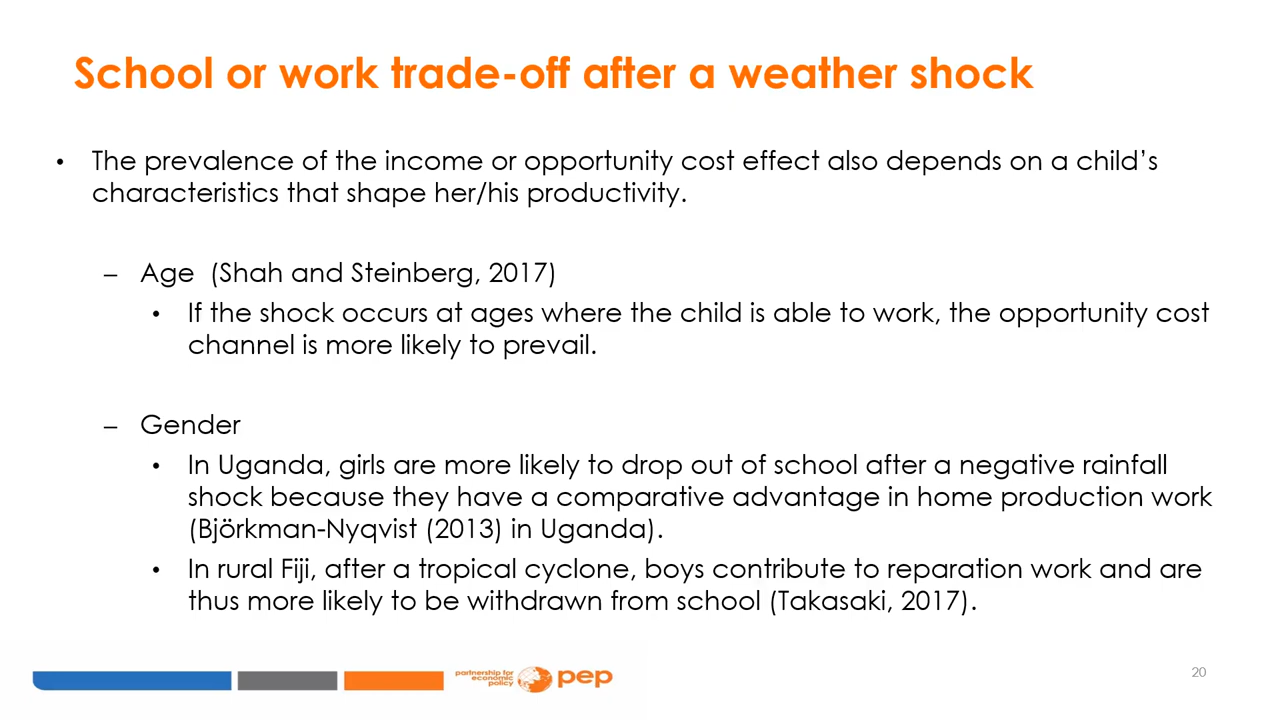 School or work trade-off after a weather shock
• The prevalence of the income or opportunity cost effect also depends on a child’s
characteristics that shape her/his productivity.
– Age  (Shah and Steinberg, 2017)
• If the shock occurs at ages where the child is able to work, the opportunity cost
channel is more likely to prevail.
– Gender
• In Uganda, girls are more likely to drop out of school after a negative rainfall
shock because they have a comparative advantage in home production work
(Björkman-Nyqvist (2013) in Uganda).
• In rural Fiji, after a tropical cyclone, boys contribute to reparation work and are
thus more likely to be withdrawn from school (Takasaki, 2017).
partnership for
economic
policy
pep
20